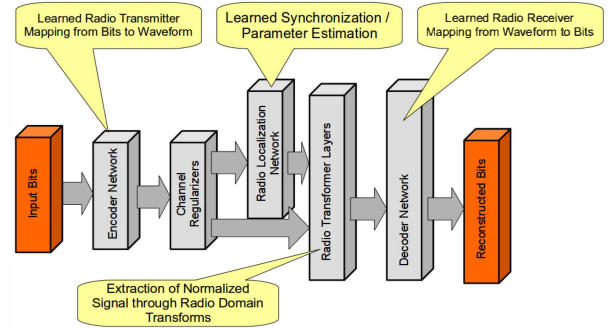 Learned Radio Transmitter
Mapping from Bits to Waveform
Learned Synchronization /
Parameter Estimation
Learned Radio Receiver
Mapping from Waveform to Bits
Input Bits
Encoder Network
Channel
Regularizers
Radio Localization
Network
Radio Transformer Layers
Decoder Network
Reconstructed Bits
Extraction of Normalized
Signal through Radio Domain
Transforms